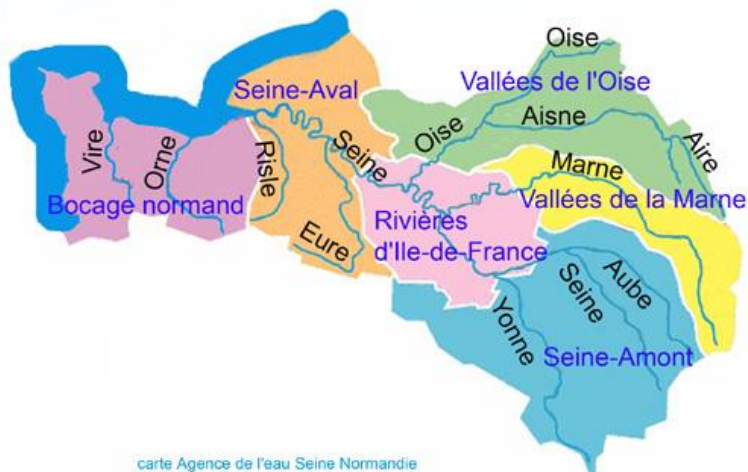 Oise
Vallées de l'Oise
Seine-Aval
Oise
Aisne
Aire
Seine
Vire
Orne
Risle
Marne
Vallées de la Marne
Bocage normand
Rivières
d'Ile-de-France
Eure
Yonne
Seine
Aube
Seine-Amont
carte Agence de l'eau Seine Normandie